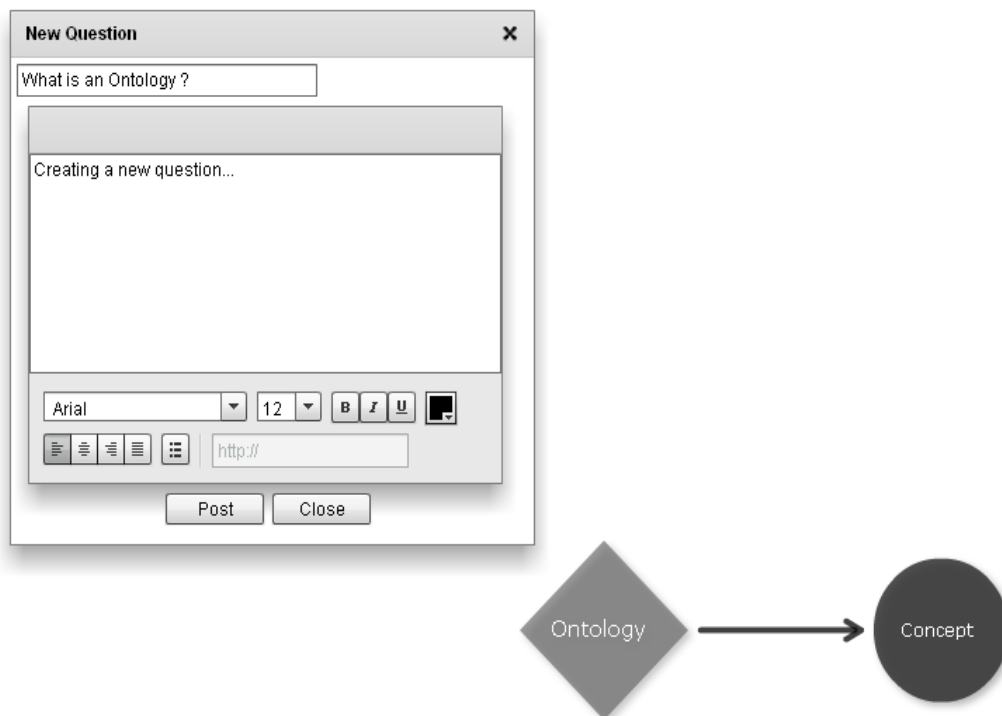 New Question
What is an Ontology ?
Creating a new question...
Arial
12
B I U
http://
Post Close
Ontology
Concept